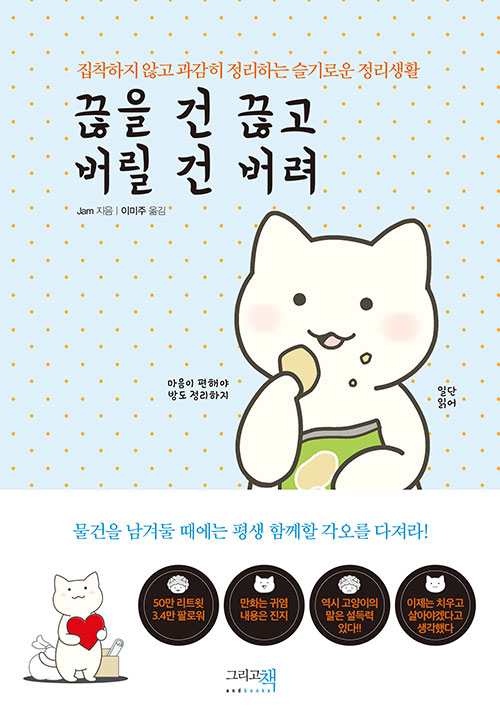 집착하지 않고 과감히 정리하는 슬기로운 정리생활
끊을 건 끊고
버릴 건 버려
Jam 지음 | 이미주 옮김
마음이 편해야
방도 정리하지
일단
읽어
물건을 남겨둘 때에는 평생 함께할 각오를 다져라!
50만 리트윗
3.4만 팔로워
만화는 귀염
내용은 진지
역시 고양이의
말은 설득력
있다!!
이제는 치우고
살아야겠다고
생각했다
그리고책
andbooks